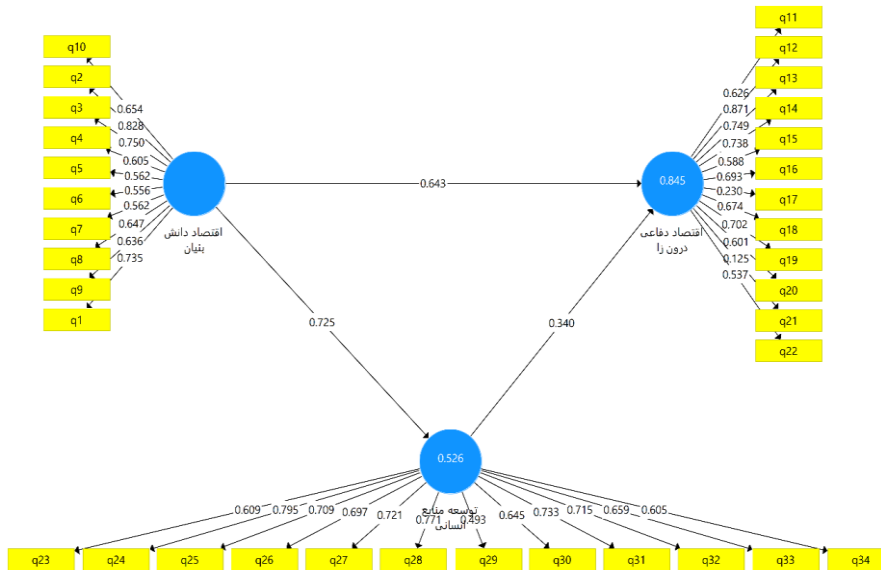 q10
q2
q3
q4
q5
q6
q7
q8
q9
q1
0.654
0.828
0.750
0.605
0.562
0.556
0.562
0.647
0.636
0.735
اقتصاد دانش
بنیان
0.643
0.725
0.340
0.845
اقتصاد دفاعی
درون زا
0.626
0.871
0.749
0.738
0.588
0.693
0.230
0.674
0.702
0.601
0.125
0.537
q11
q12
q13
q14
q15
q16
q17
q18
q19
q20
q21
q22
0.526
توسعه منابع
انسانی
0.609
0.795
0.709
0.697
0.721
0.771
0.493
0.645
0.733
0.715
0.659
0.605
q23
q24
q25
q26
q27
q28
q29
q30
q31
q32
q33
q34